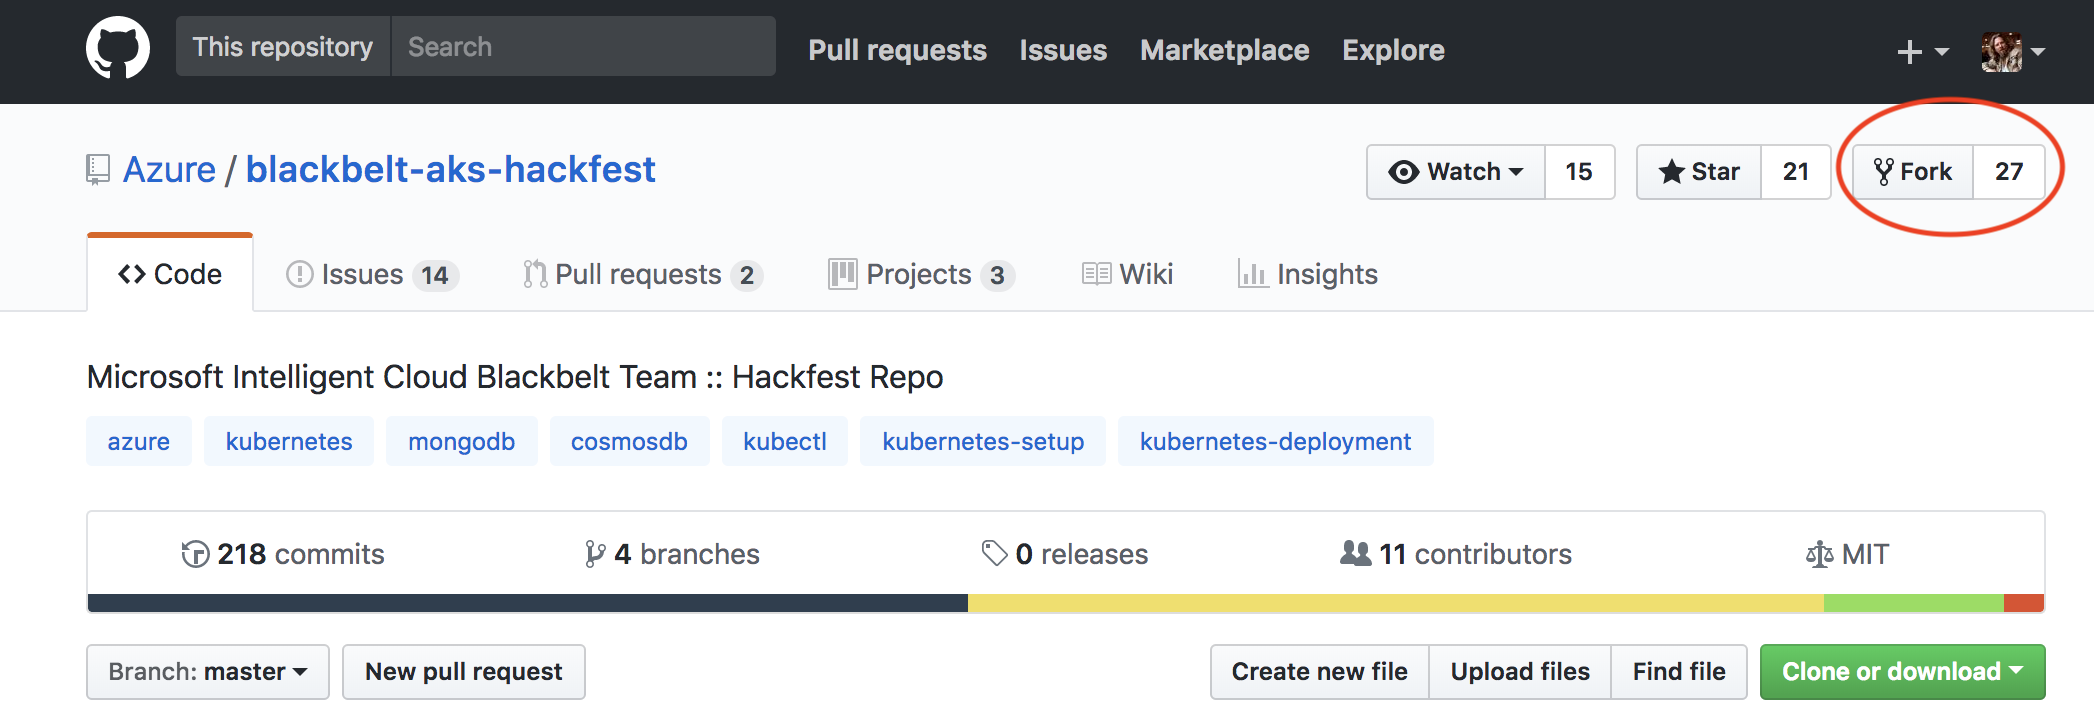 This repository Search Pull requests Issues Marketplace Explore
Azure / blackbelt-aks-hackfest Watch 15 Star 21 Fork 27
Code Issues 14 Pull requests 2 Projects 3 Wiki Insights
Microsoft Intelligent Cloud Blackbelt Team :: Hackfest Repo
azure kubernetes mongodb cosmosdb kubectl kubernetes-setup kubernetes-deployment
218 commits 4 branches 0 releases 11 contributors MIT
Branch: master New pull request Create new file Upload files Find file Clone or download